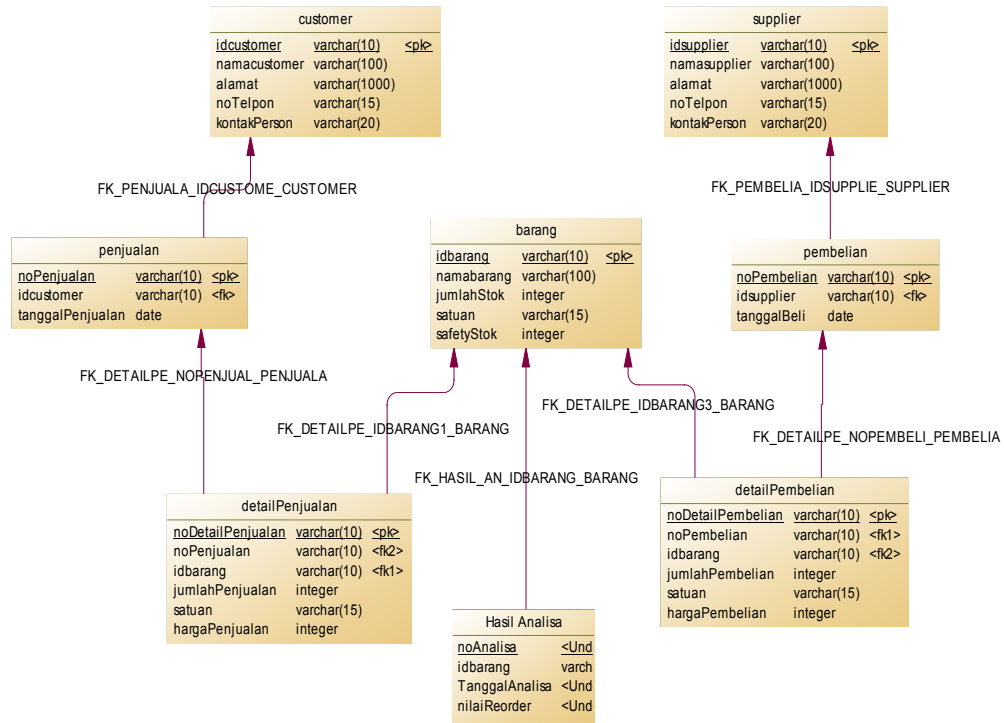 customer
idcustomer varchar(10) <pk>
namacustomer varchar(100)
alamat varchar(1000)
noTelpon varchar(15)
kontakPerson varchar(20)
supplier
idsupplier varchar(10) <pk>
namasupplier varchar(100)
alamat varchar(1000)
noTelpon varchar(15)
kontakPerson varchar(20)
FK_PENJUALA_IDCUSTOME_CUSTOMER
FK_PEMBELIA_IDSUPPLIE_SUPPLIER
penjualan
noPenjualan varchar(10) <pk>
idcustomer varchar(10) <fk>
tanggalPenjualan date
barang
idbarang varchar(10) <pk>
namabarang varchar(100)
jumlahStok integer
satuan varchar(15)
safetyStok integer
pembelian
noPembelian varchar(10) <pk>
idsupplier varchar(10) <fk>
tanggalBeli date
FK_DETAILPE_NOPENJUAL_PENJUALA
FK_DETAILPE_IDBARANG3_BARANG
FK_DETAILPE_IDBARANG1_BARANG
FK_DETAILPE_NOPEMBELI_PEMBELIA
FK_HASIL_AN_IDBARANG_BARANG
detailPenjualan
noDetailPenjualan varchar(10) <pk>
noPenjualan varchar(10) <fk2>
idbarang varchar(10) <fk1>
jumlahPenjualan integer
satuan varchar(15)
hargaPenjualan integer
detailPembelian
noDetailPembelian varchar(10) <pk>
noPembelian varchar(10) <fk1>
idbarang varchar(10) <fk2>
jumlahPembelian integer
satuan varchar(15)
hargaPembelian integer
Hasil Analisa
noAnalisa <Und
idbarang varch
TanggalAnalisa <Und
nilaiReorder <Und